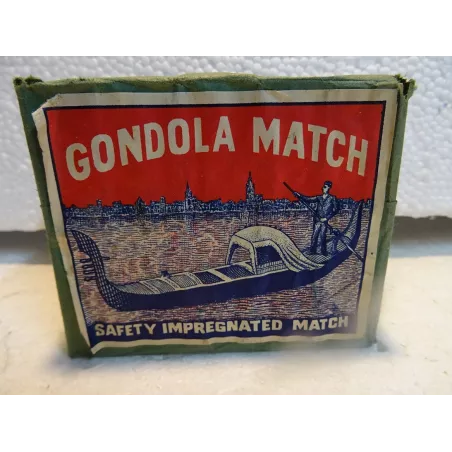 GONDOLA MATCH
SAFETY IMPREGNATED MATCH